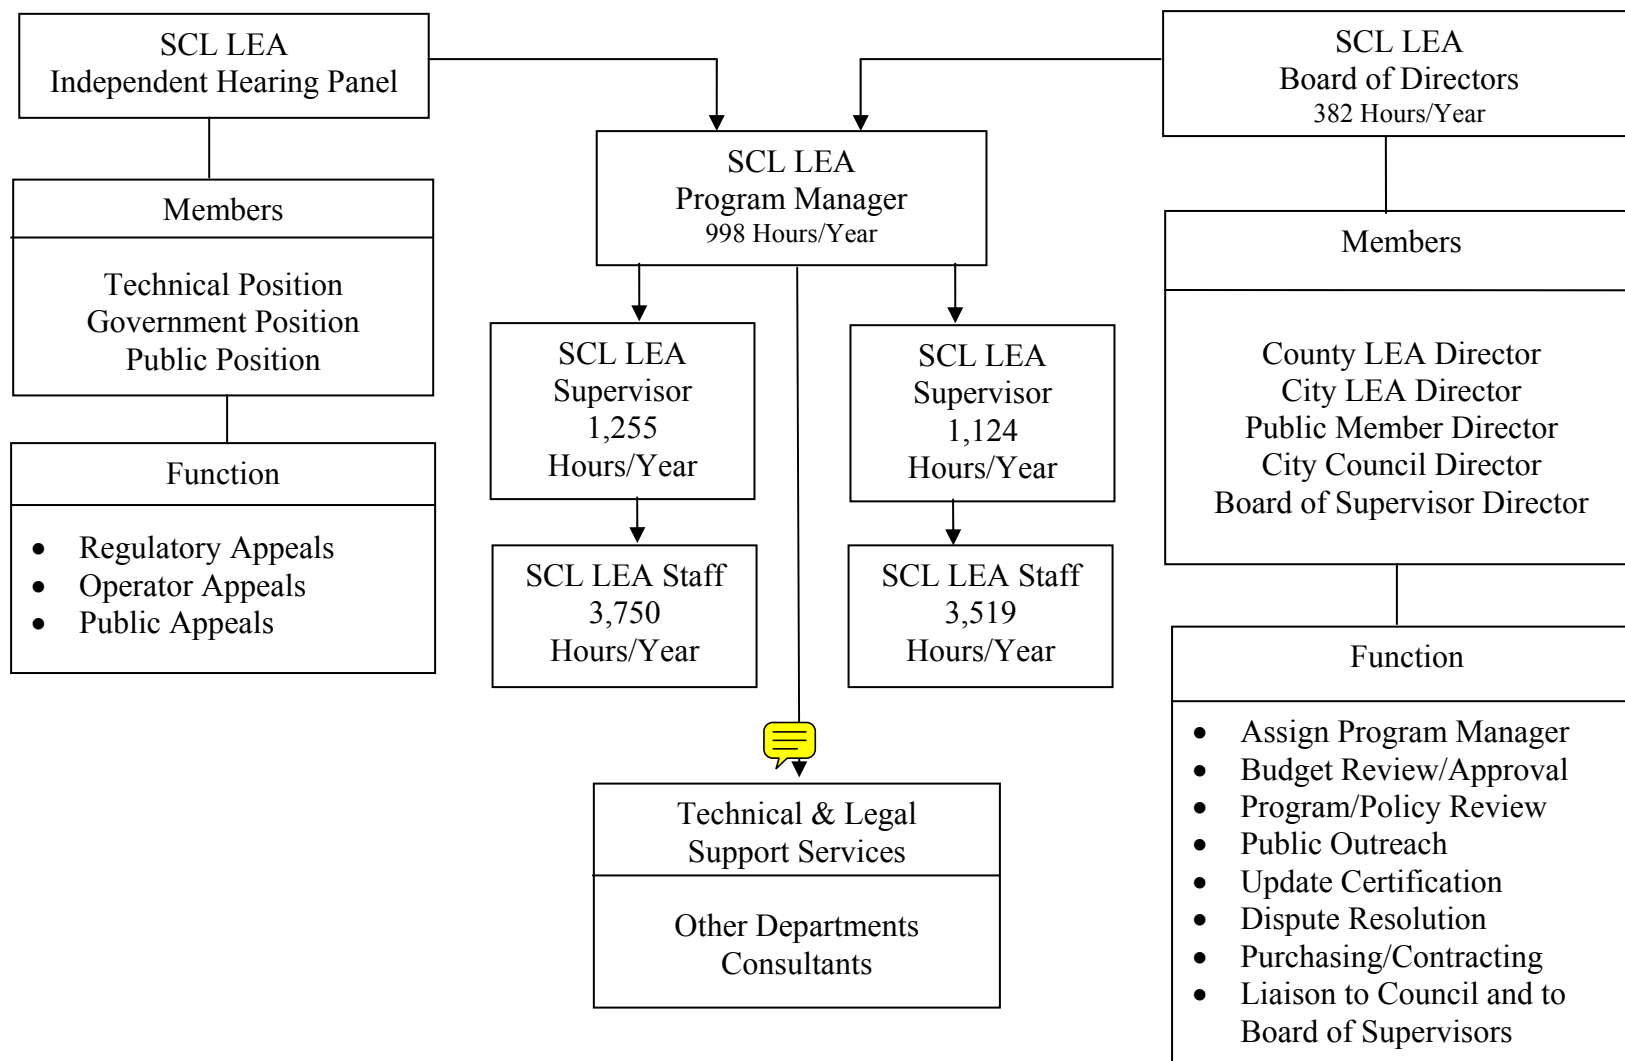 SCL LEA
Independent Hearing Panel
Members
Technical Position
Government Position
Public Position
Function
• Regulatory Appeals
• Operator Appeals
• Public Appeals
SCL LEA
Program Manager
998 Hours/Year
SCL LEA
Supervisor
1,255
Hours/Year
SCL LEA Staff
3,750
Hours/Year
SCL LEA
Supervisor
1,124
Hours/Year
SCL LEA Staff
3,519
Hours/Year
Technical & Legal
Support Services
Other Departments
Consultants
SCL LEA
Board of Directors
382 Hours/Year
Members
County LEA Director
City LEA Director
Public Member Director
City Council Director
Board of Supervisor Director
Function
• Assign Program Manager
• Budget Review/Approval
• Program/Policy Review
• Public Outreach
• Update Certification
• Dispute Resolution
• Purchasing/Contracting
• Liaison to Council and to
Board of Supervisors